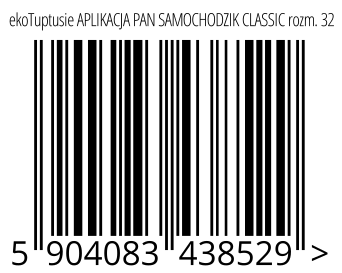 ekoTuptusie APLIKACJA PAN SAMOCHODZIK CLASSIC rozm. 32
5 904083 438529 >